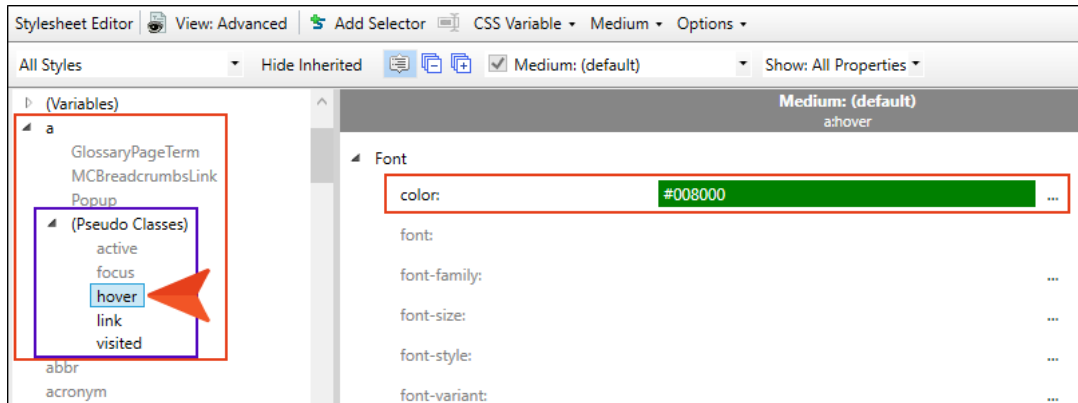 Stylesheet Editor View: Advanced Add Selector CSS Variable Medium Options
All Styles Hide Inherited Medium: (default) Show: All Properties
(Variables)
a
GlossaryPageTerm
MCBreadcrumbsLink
Popup
(Pseudo Classes)
active
focus
hover
link
visited
abbr
acronym
Medium: (default)
a:hover
Font
color: #008000 ...
font:
font-family: ...
font-size: ...
font-style: ...
font-variant: ...